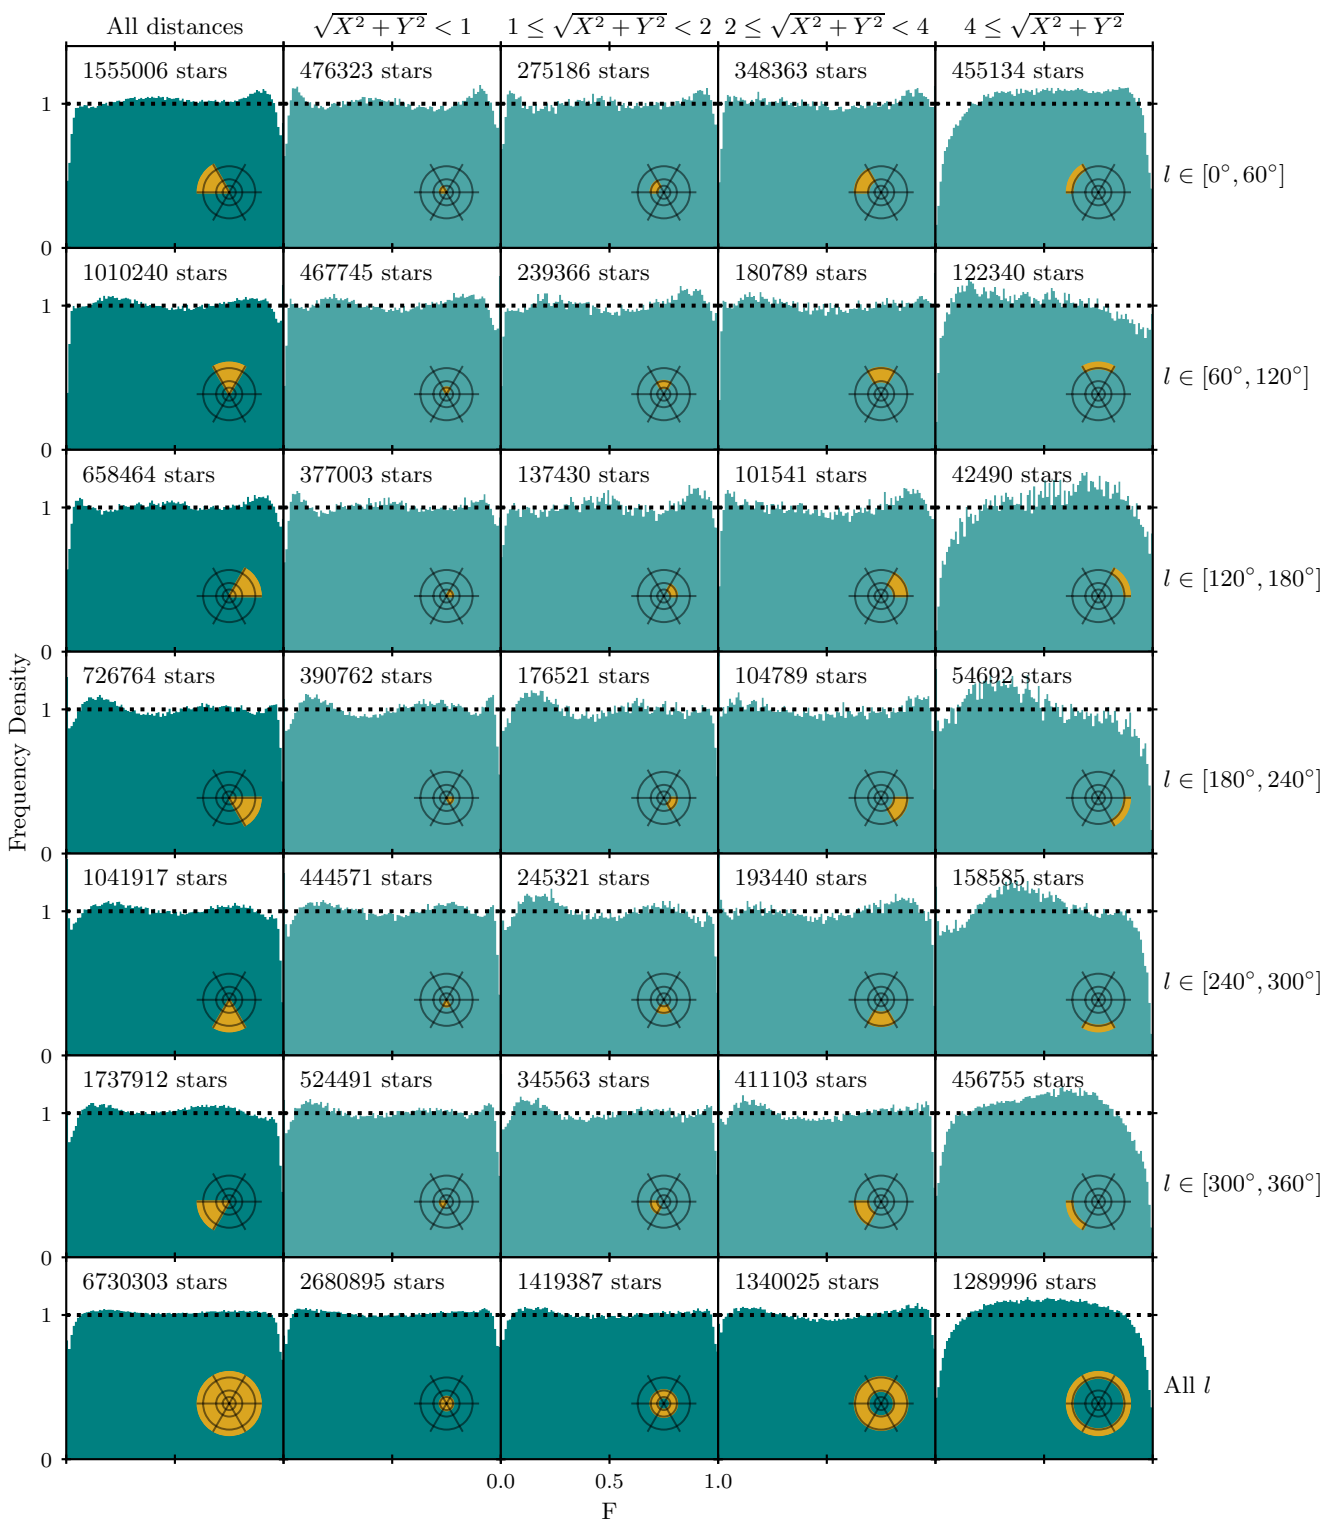 All distances
√(X² + Y²) < 1
1 ≤ √(X² + Y²) < 2
2 ≤ √(X² + Y²) < 4
4 ≤ √(X² + Y²)
1555006 stars
476323 stars
275186 stars
348363 stars
455134 stars
1
l ∈ [0°, 60°]
0
1010240 stars
467745 stars
239366 stars
180789 stars
122340 stars
1
l ∈ [60°, 120°]
0
658464 stars
377003 stars
137430 stars
101541 stars
42490 stars
1
l ∈ [120°, 180°]
0
Frequency Density
726764 stars
390762 stars
176521 stars
104789 stars
54692 stars
1
l ∈ [180°, 240°]
0
1041917 stars
444571 stars
245321 stars
193440 stars
158585 stars
1
l ∈ [240°, 300°]
0
1737912 stars
524491 stars
345563 stars
411103 stars
456755 stars
1
l ∈ [300°, 360°]
0
6730303 stars
2680895 stars
1419387 stars
1340025 stars
1289996 stars
1
All l
0
0.0
0.5
1.0
F